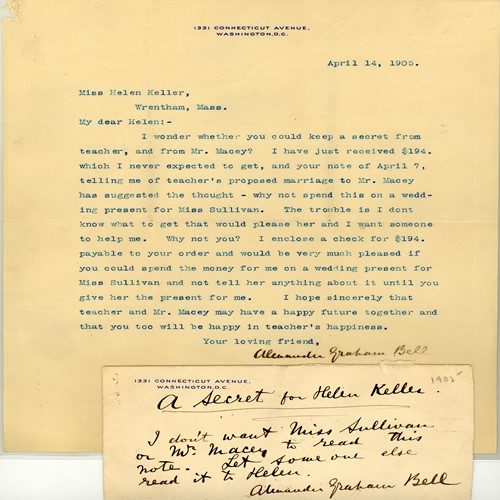 1331 CONNECTICUT AVENUE,
WASHINGTON, D.C.
April 14, 1905.
Miss Helen Keller,
Wrentham, Mass.
My dear Helen:-
I wonder whether you could keep a secret from
teacher, and from Mr. Macey?  I have just received $194.
which I never expected to get, and your note of April 7,
telling me of teacher's proposed marriage to Mr. Macey
has suggested the thought - why not spend this on a wedd-
ing present for Miss Sullivan.  The trouble is I dont
know what to get that would please her and I want someone
to help me.  Why not you?  I enclose a check for $194.
payable to your order and would be very much pleased if
you could spend the money for me on a wedding present for
Miss Sullivan and not tell her anything about it until you
give her the present for me.  I hope sincerely that
teacher and Mr. Macey may have a happy future together and
that you too will be happy in teacher's happiness.
Your loving friend,
Alexander Graham Bell
1331 CONNECTICUT AVENUE,
WASHINGTON, D.C.
1905
A Secret for Helen Keller.
I don't want Miss Sullivan
or Mr. Macey to read this
note. Let some one else
read it to Helen.
Alexander Graham Bell